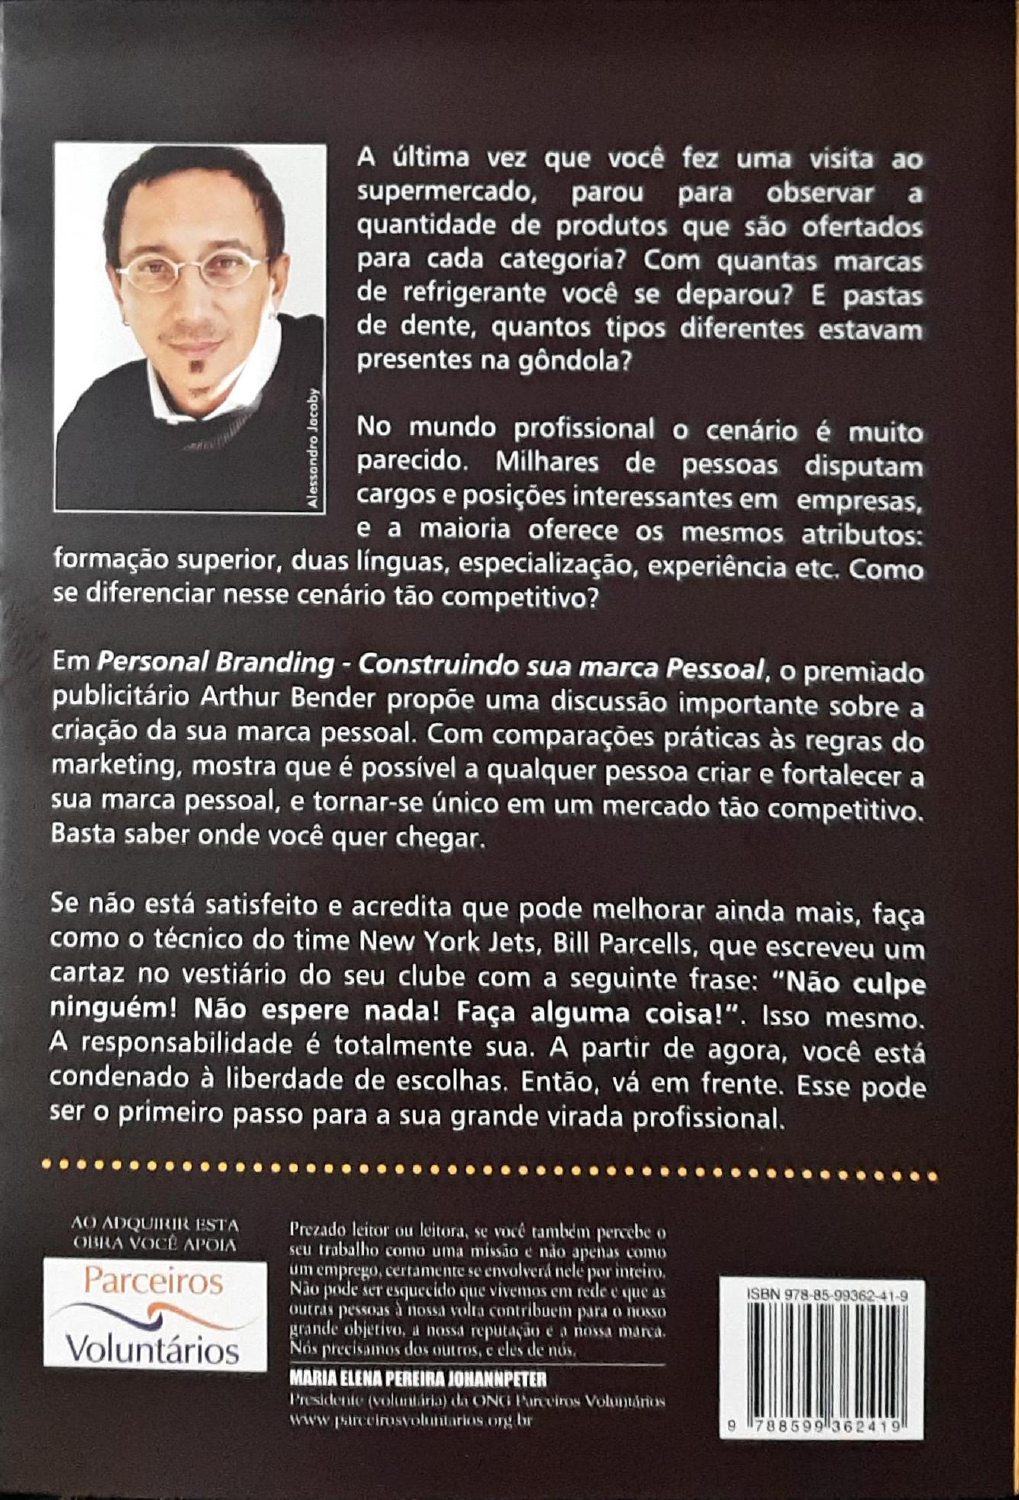 A última vez que você fez uma visita ao
supermercado, parou para observar a
quantidade de produtos que são ofertados
para cada categoria? Com quantas marcas
de refrigerante você se deparou? E pastas
de dente, quantos tipos diferentes estavam
presentes na gôndola?
Alessandro Jacoby
No mundo profissional o cenário é muito
parecido. Milhares de pessoas disputam
cargos e posições interessantes em empresas,
e a maioria oferece os mesmos atributos:
formação superior, duas línguas, especialização, experiência etc. Como
se diferenciar nesse cenário tão competitivo?
Em Personal Branding - Construindo sua marca Pessoal, o premiado
publicitário Arthur Bender propõe uma discussão importante sobre a
criação da sua marca pessoal. Com comparações práticas às regras do
marketing, mostra que é possível a qualquer pessoa criar e fortalecer a
sua marca pessoal, e tornar-se único em um mercado tão competitivo.
Basta saber onde você quer chegar.
Se não está satisfeito e acredita que pode melhorar ainda mais, faça
como o técnico do time New York Jets, Bill Parcells, que escreveu um
cartaz no vestiário do seu clube com a seguinte frase: "Não culpe
ninguém! Não espere nada! Faça alguma coisa!". Isso mesmo.
A responsabilidade é totalmente sua. A partir de agora, você está
condenado à liberdade de escolhas. Então, vá em frente. Esse pode
ser o primeiro passo para a sua grande virada profissional.
AO ADQUIRIR ESTA
OBRA VOCÊ APOIA
Parceiros
Voluntários
Prezado leitor ou leitora, se você também percebe o
seu trabalho como uma missão e não apenas como
um emprego, certamente se envolverá nele por inteiro.
Não pode ser esquecido que vivemos em rede e que as
outras pessoas à nossa volta contribuem para o nosso
grande objetivo, a nossa reputação e a nossa marca.
Nós precisamos dos outros, e eles de nós.
MARIA ELENA PEREIRA JOHANNPETER
Presidente (voluntária) da ONG Parceiros Voluntários
www.parceirosvoluntarios.org.br
ISBN 978-85-99362-41-9
9 788599 362419